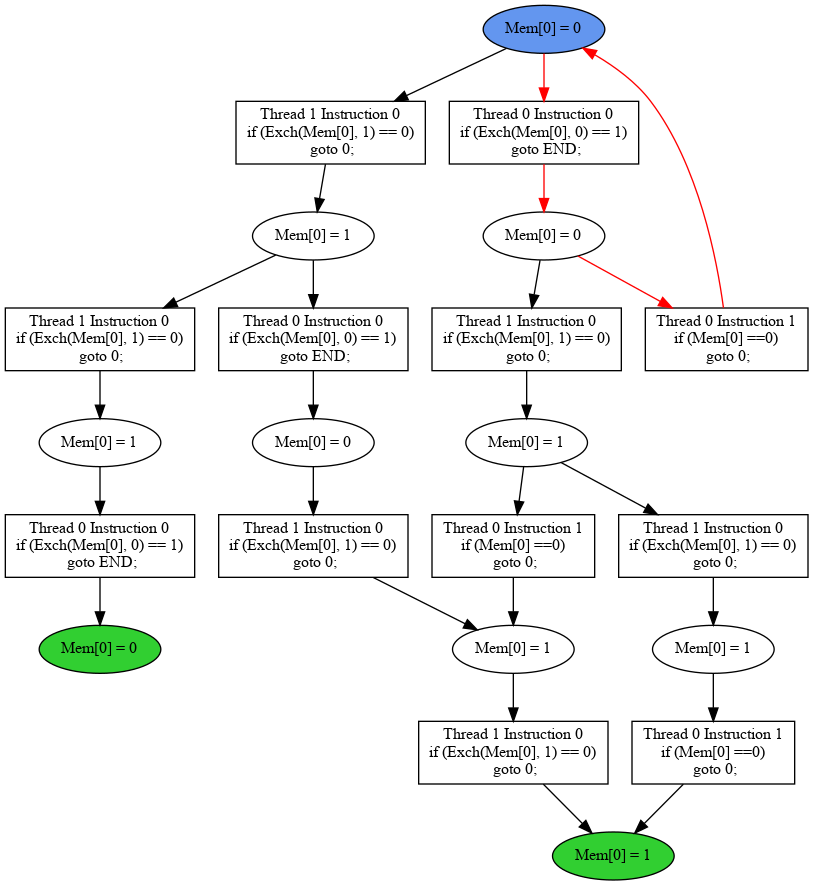 Mem[0] = 0
Thread 1 Instruction 0
if (Exch(Mem[0], 1) == 0)
goto 0;
Thread 0 Instruction 0
if (Exch(Mem[0], 0) == 1)
goto END;
Mem[0] = 1
Mem[0] = 0
Thread 1 Instruction 0
if (Exch(Mem[0], 1) == 0)
goto 0;
Thread 0 Instruction 0
if (Exch(Mem[0], 0) == 1)
goto END;
Thread 1 Instruction 0
if (Exch(Mem[0], 1) == 0)
goto 0;
Thread 0 Instruction 1
if (Mem[0] ==0)
goto 0;
Mem[0] = 1
Mem[0] = 0
Mem[0] = 1
Thread 0 Instruction 0
if (Exch(Mem[0], 0) == 1)
goto END;
Thread 1 Instruction 0
if (Exch(Mem[0], 1) == 0)
goto 0;
Thread 0 Instruction 1
if (Mem[0] ==0)
goto 0;
Thread 1 Instruction 0
if (Exch(Mem[0], 1) == 0)
goto 0;
Mem[0] = 0
Mem[0] = 1
Mem[0] = 1
Thread 1 Instruction 0
if (Exch(Mem[0], 1) == 0)
goto 0;
Thread 0 Instruction 1
if (Mem[0] ==0)
goto 0;
Mem[0] = 1